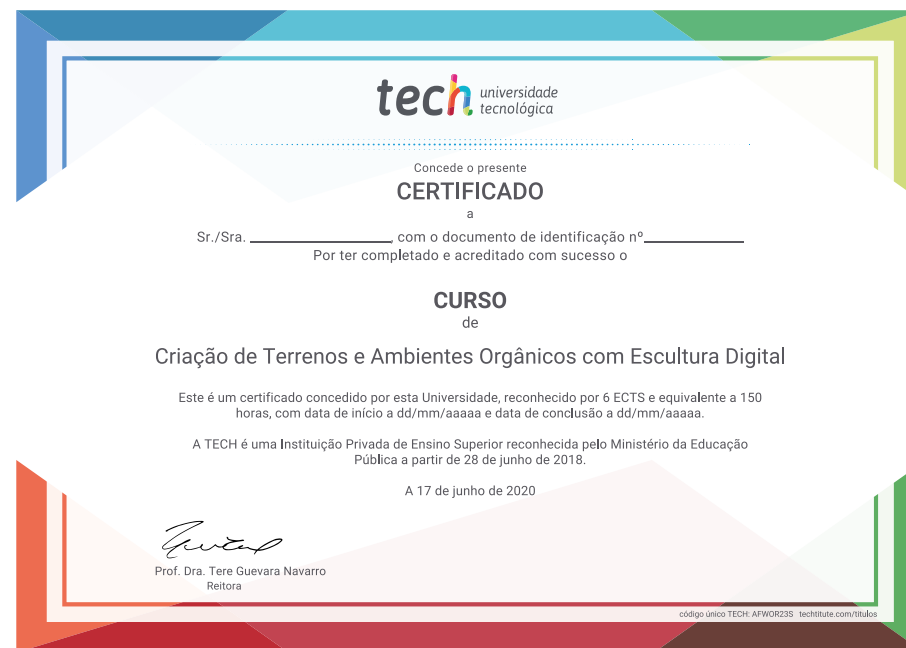 tech universidade
tecnológica
Concede o presente
CERTIFICADO
a
Sr./Sra. , com o documento de identificação nº
Por ter completado e acreditado com sucesso o
CURSO
de
Criação de Terrenos e Ambientes Orgânicos com Escultura Digital
Este é um certificado concedido por esta Universidade, reconhecido por 6 ECTS e equivalente a 150
horas, com data de início a dd/mm/aaaaa e data de conclusão a dd/mm/aaaaa.
A TECH é uma Instituição Privada de Ensino Superior reconhecida pelo Ministério da Educação
Pública a partir de 28 de junho de 2018.
A 17 de junho de 2020
Prof. Dra. Tere Guevara Navarro
Reitora
código único TECH: AFWOR23S techtitute.com/titulos